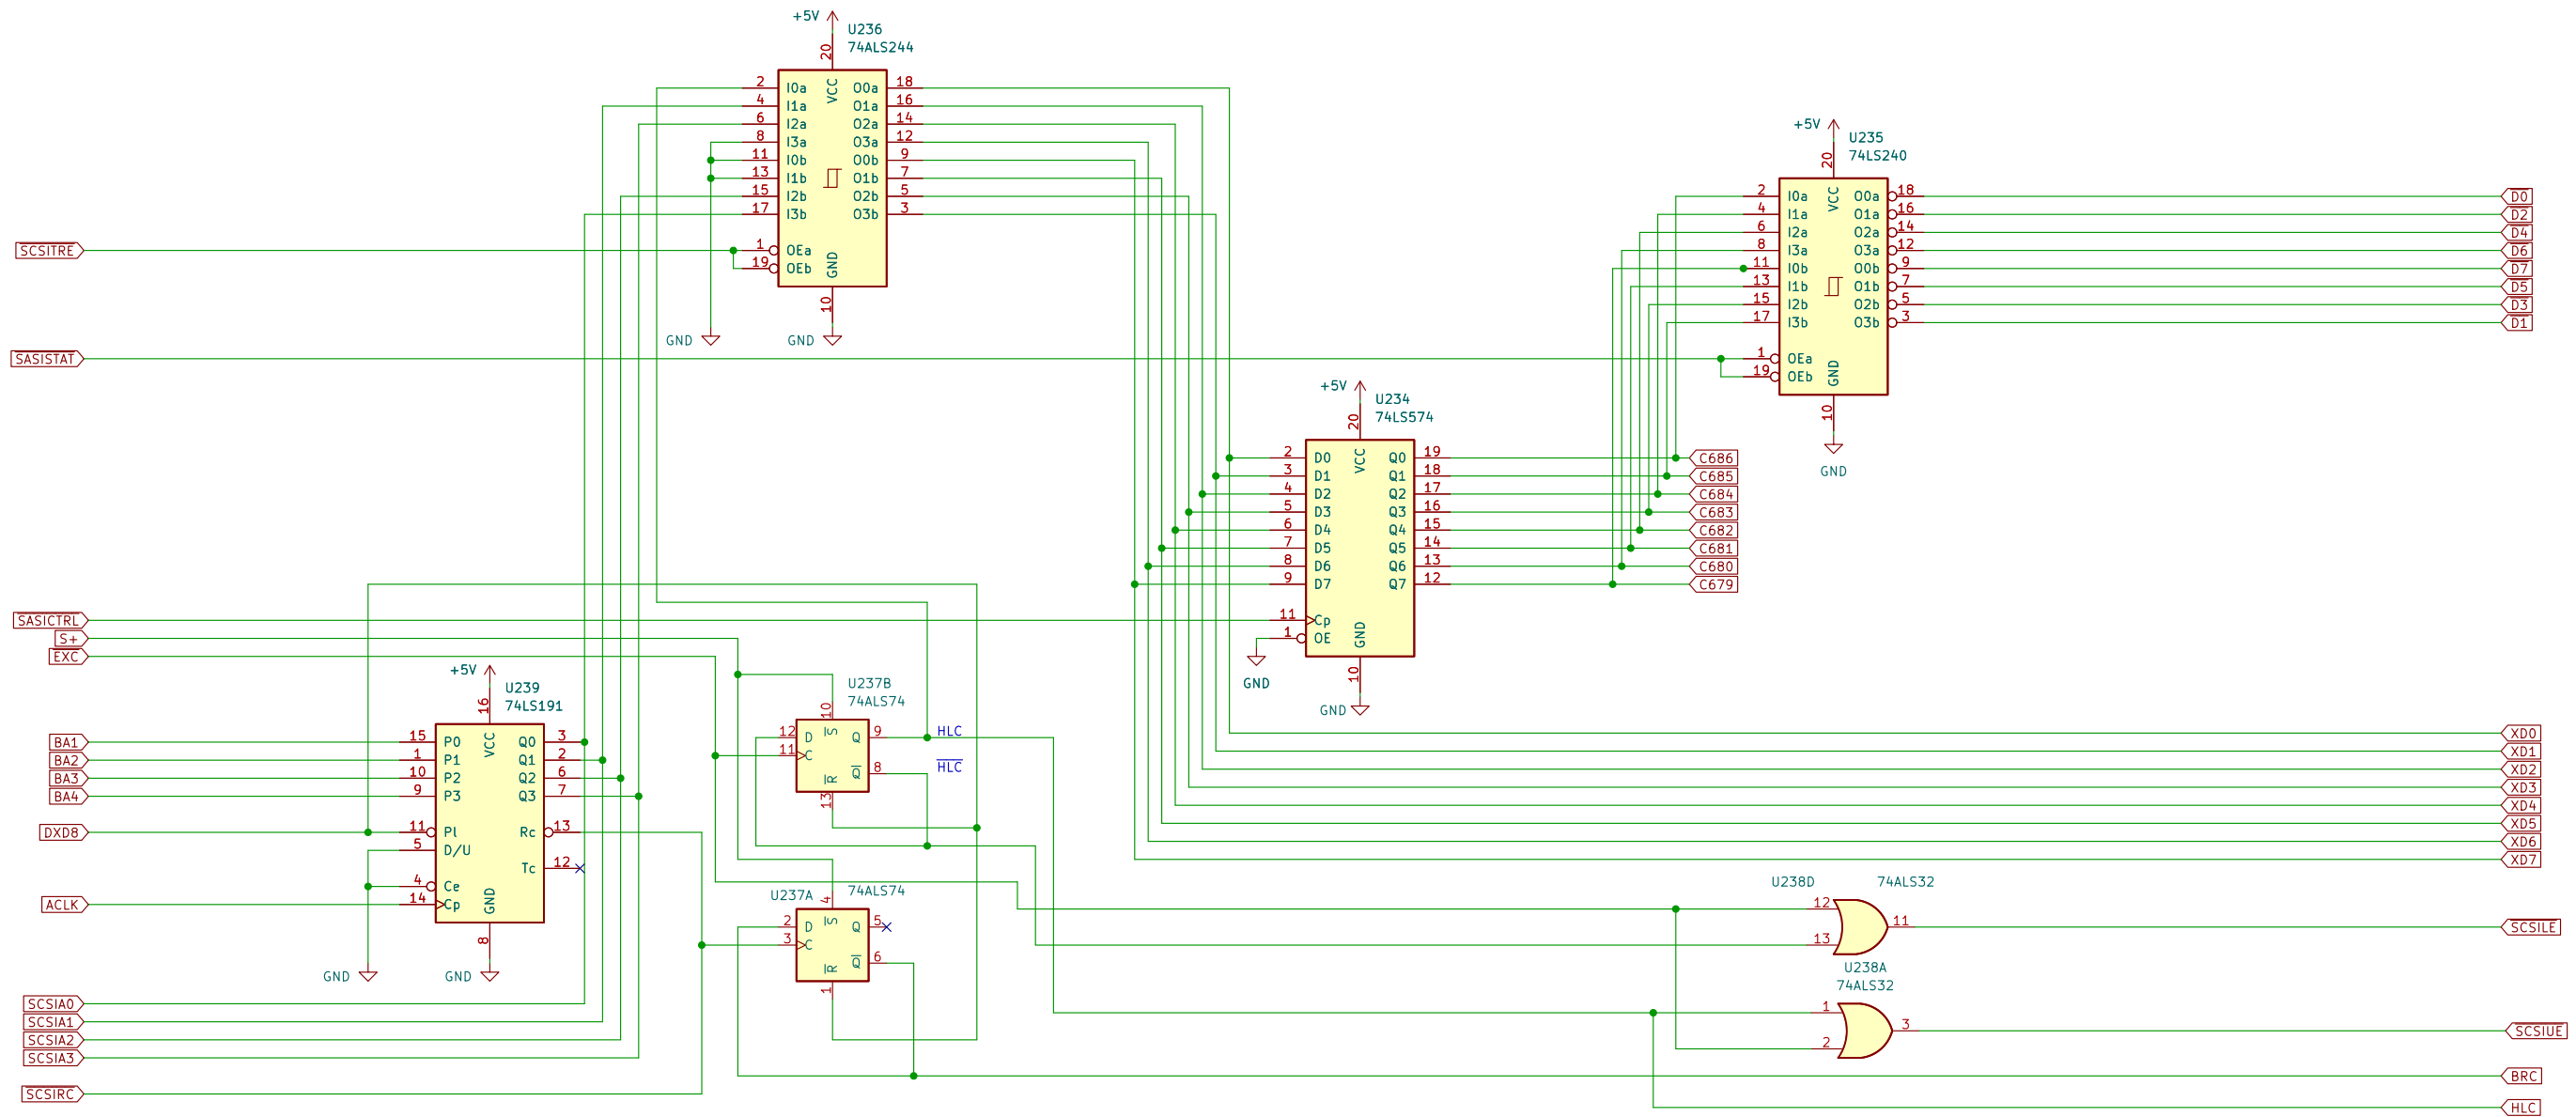 +5V
U236
74ALS244
20
2 I0a VCC O0a 18
4 I1a O1a 16
6 I2a O2a 14
8 I3a O3a 12
11 I0b O0b 9
13 I1b O1b 7
15 I2b O2b 5
17 I3b O3b 3
1 OEa
19 OEb
GND
10
GND
GND
SCSITRE
SASISTAT
+5V
U235
74LS240
20
2 I0a VCC O0a 18
4 I1a O1a 16
6 I2a O2a 14
8 I3a O3a 12
11 I0b O0b 9
13 I1b O1b 7
15 I2b O2b 5
17 I3b O3b 3
1 OEa
19 OEb
GND
10
GND
D0
D2
D4
D6
D7
D5
D3
D1
+5V
U234
74LS574
20
2 D0 VCC Q0 19
3 D1 Q1 18
4 D2 Q2 17
5 D3 Q3 16
6 D4 Q4 15
7 D5 Q5 14
8 D6 Q6 13
9 D7 Q7 12
11 Cp
1 OE
GND
10
GND
GND
C686
C685
C684
C683
C682
C681
C680
C679
SASICTRL
S+
EXC
+5V
U239
74LS191
16
15 P0 VCC Q0 3
1 P1 Q1 2
10 P2 Q2 6
9 P3 Q3 7
11 Pl Rc 13
5 D/U
Tc 12
4 Ce
14 Cp
GND
8
GND
GND
BA1
BA2
BA3
BA4
DXD8
ACLK
SCSIA0
SCSIA1
SCSIA2
SCSIA3
SCSIRC
U237B
74ALS74
10
12 D S Q 9
11 C
R Q 8
13
HLC
HLC
U237A
74ALS74
4
2 D S Q 5
3 C
R Q 6
1
XD0
XD1
XD2
XD3
XD4
XD5
XD6
XD7
U238D
74ALS32
12
13
11
SCSILE
U238A
74ALS32
1
2
3
SCSIUE
BRC
HLC